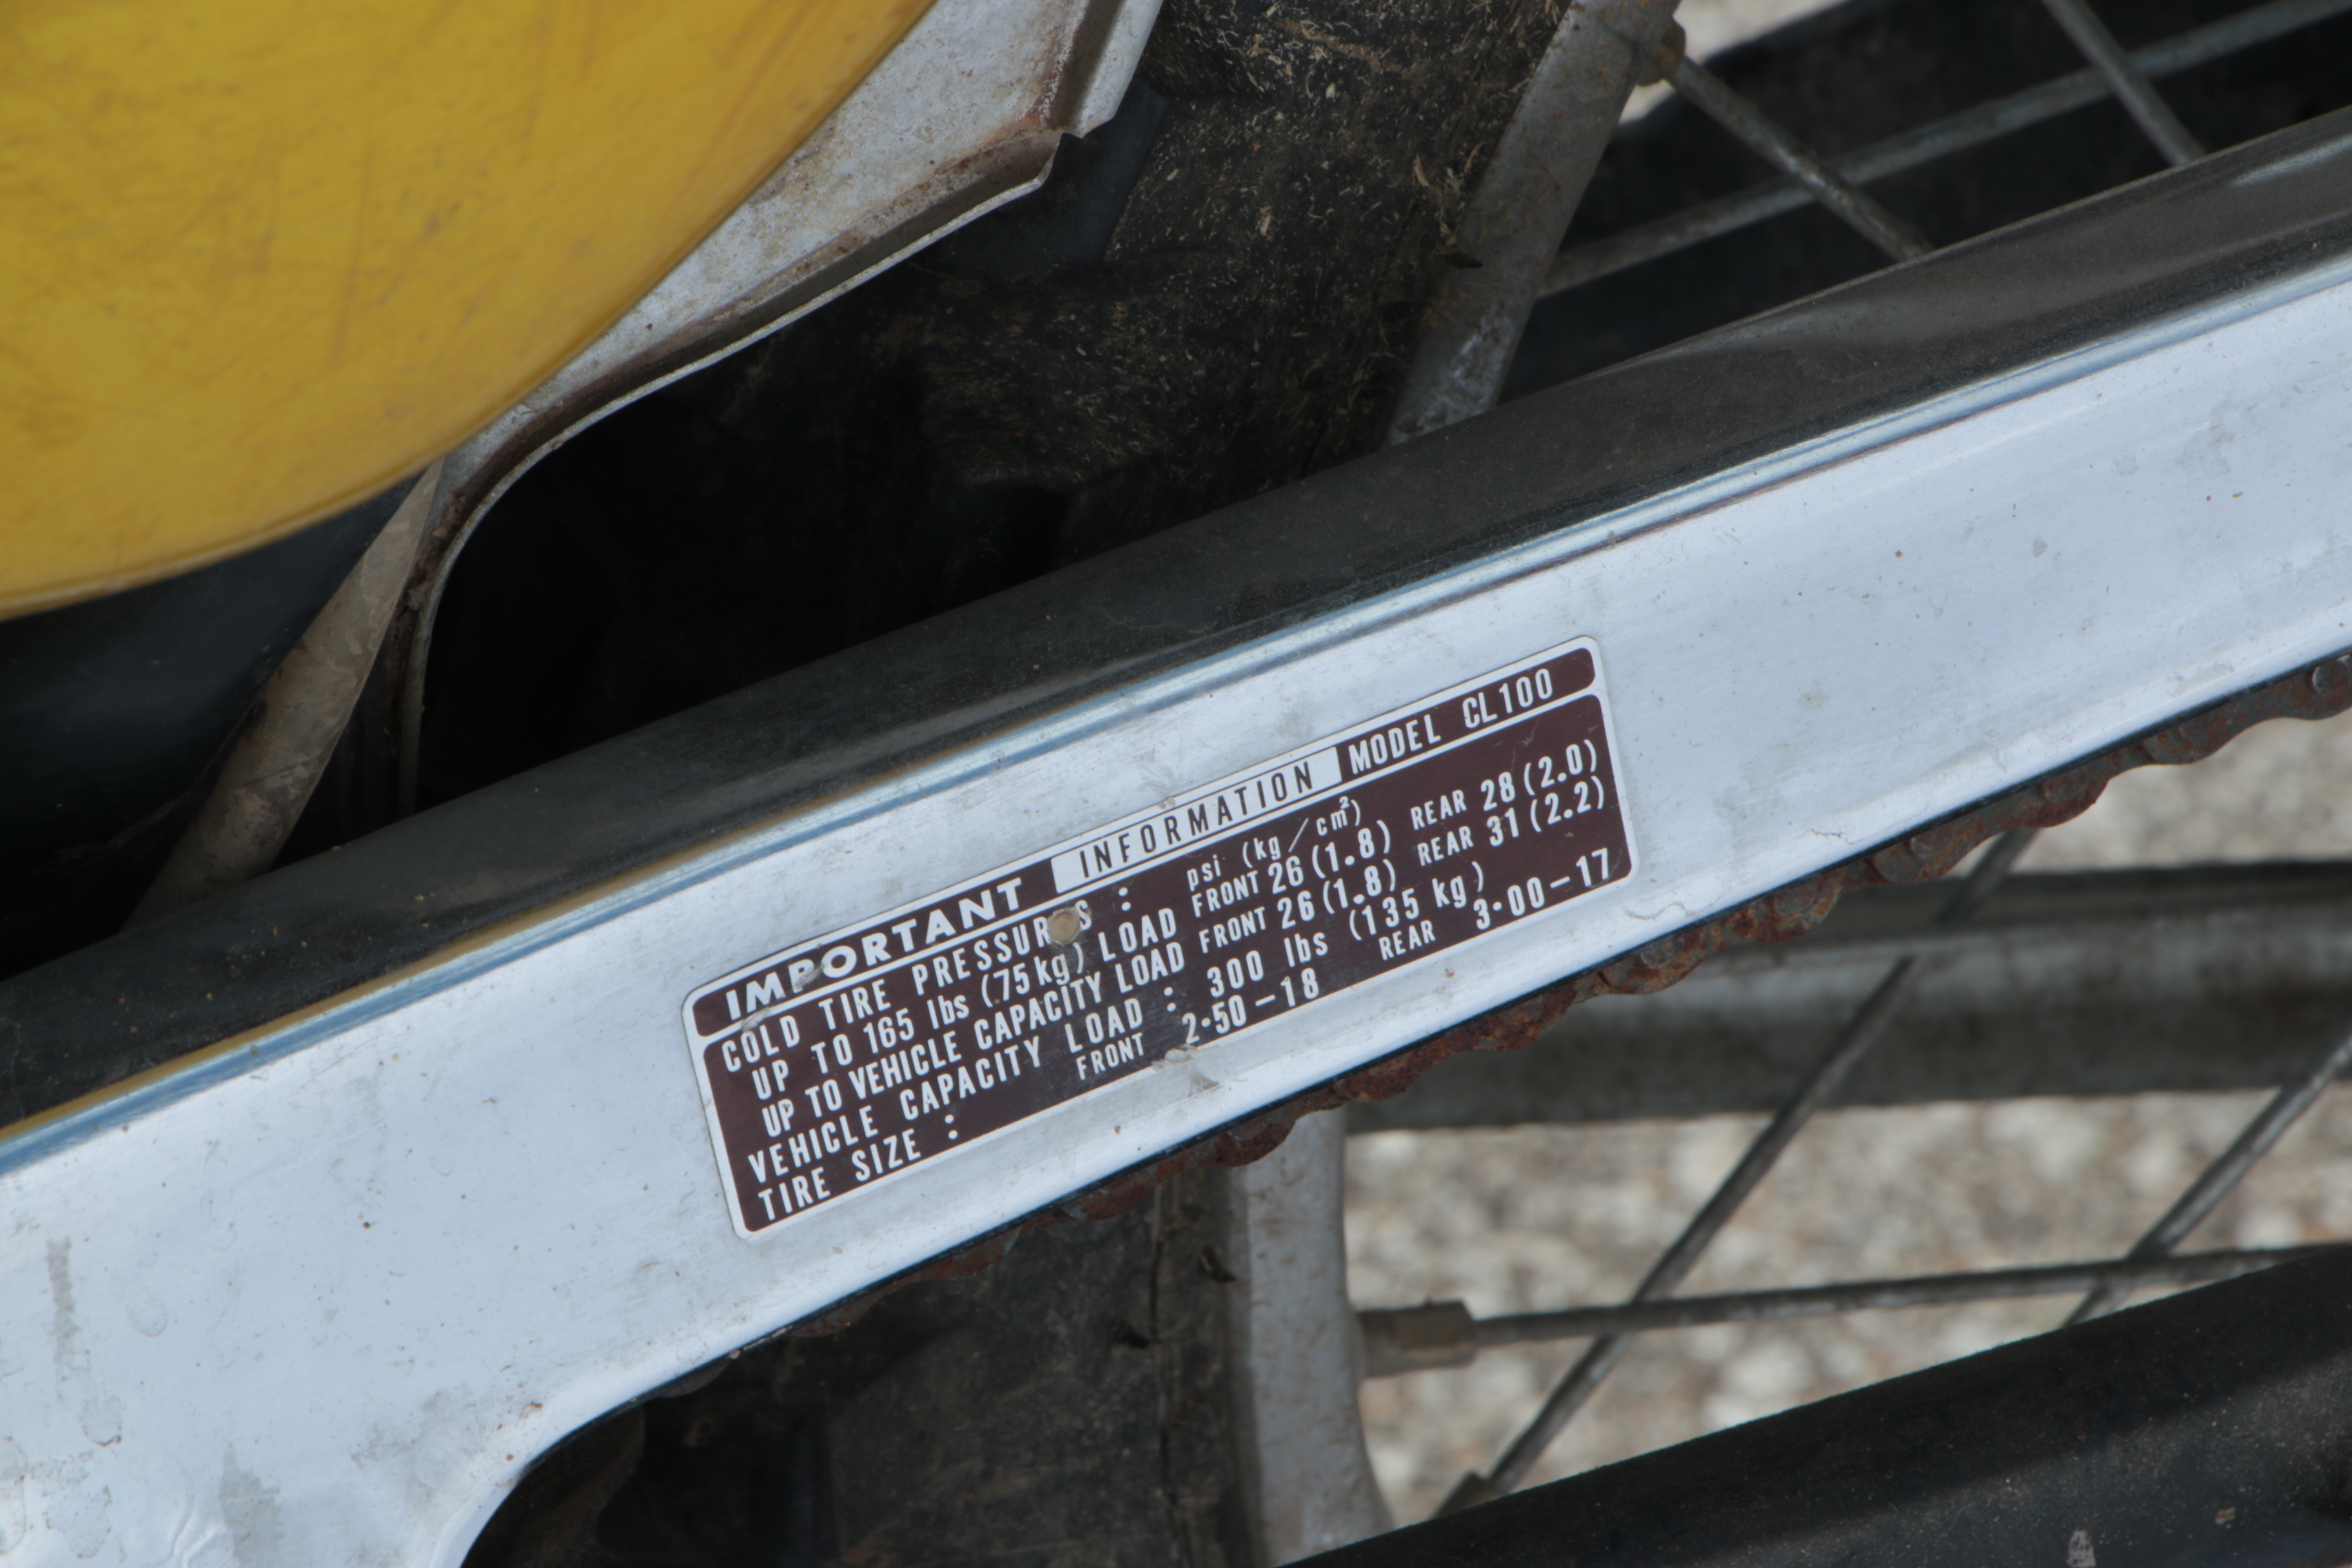 IMPORTANT INFORMATION MODEL CL100
COLD TIRE PRESSURES : psi (kg/cm²)
UP TO 165 lbs (75kg) LOAD FRONT 26 (1.8) REAR 28 (2.0)
UP TO VEHICLE CAPACITY LOAD FRONT 26 (1.8) REAR 31 (2.2)
VEHICLE CAPACITY LOAD : 300 lbs (135 kg)
TIRE SIZE : FRONT 2·50-18 REAR 3·00-17